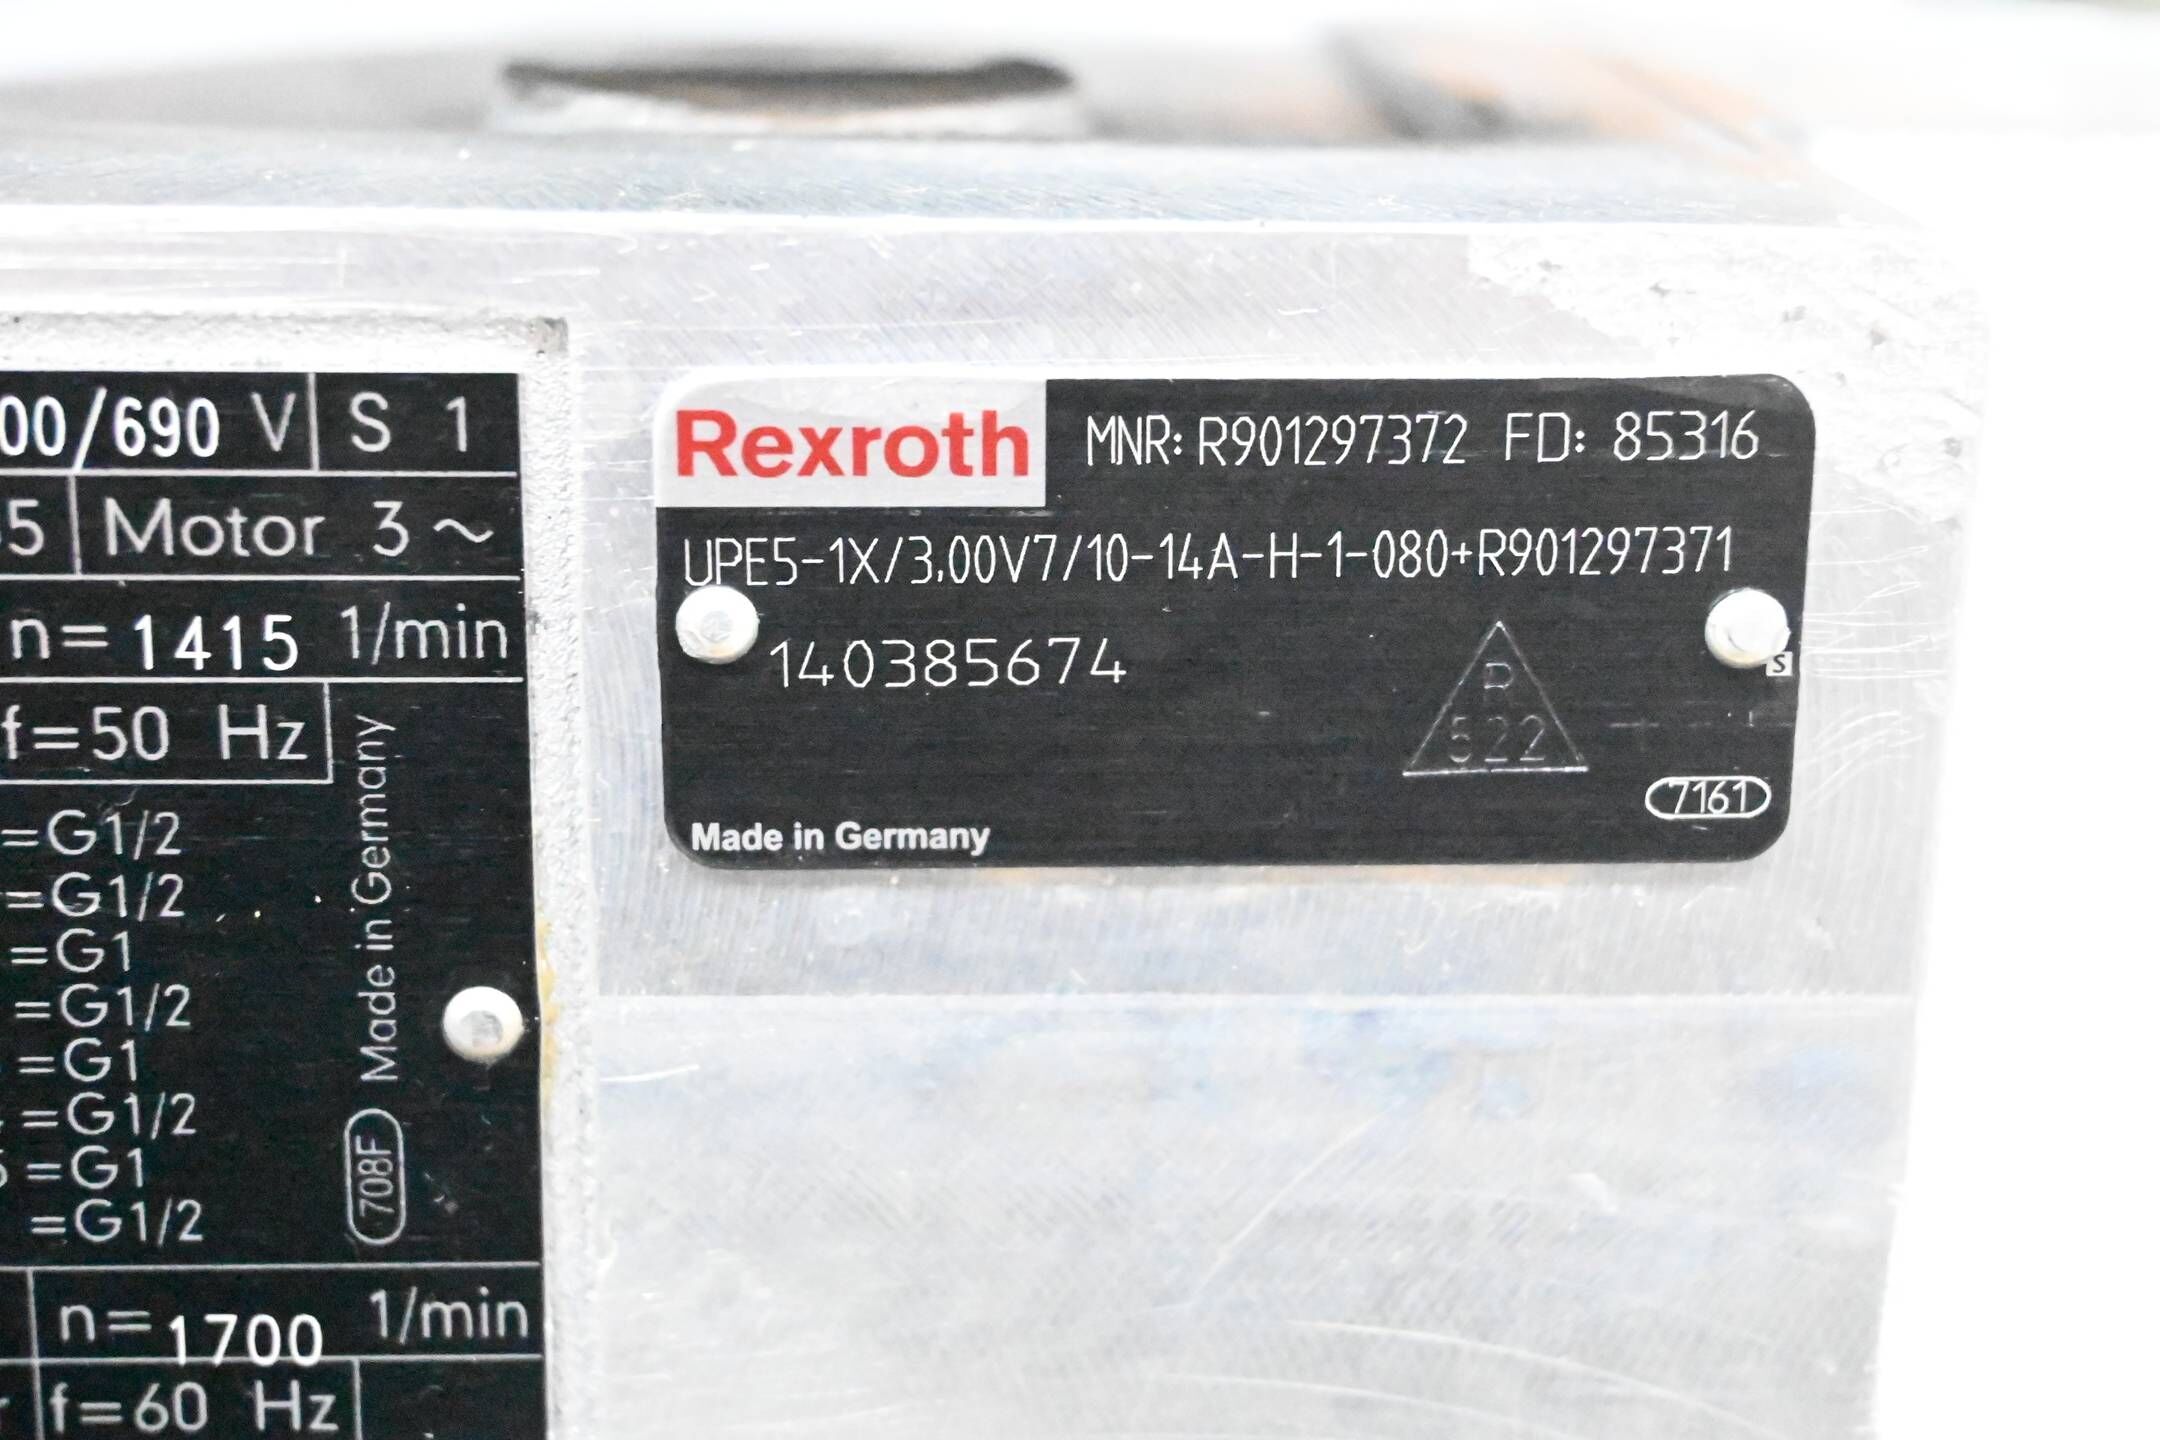 00/690 V S 1
5 Motor 3 ~
n= 1415 1/min
f=50 Hz
=G1/2
=G1/2
=G1
=G1/2
=G1
=G1/2
=G1
=G1/2
Made in Germany
708F
n= 1700 1/min
f=60 Hz
Rexroth MNR: R901297372 FD: 85316
UPE5-1X/3,00V7/10-14A-H-1-080+R901297371
140385674
S
R
522
7161
Made in Germany